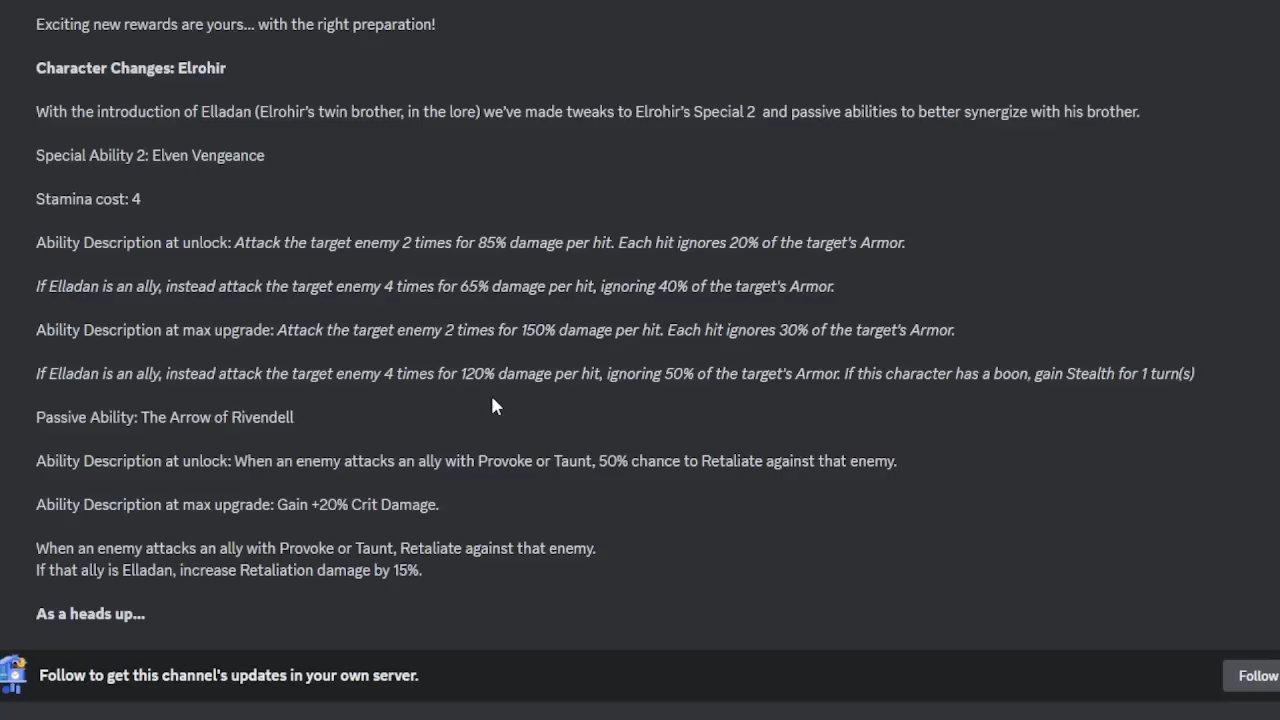 Exciting new rewards are yours... with the right preparation!
Character Changes: Elrohir
With the introduction of Elladan (Elrohir's twin brother, in the lore) we've made tweaks to Elrohir's Special 2  and passive abilities to better synergize with his brother.
Special Ability 2: Elven Vengeance
Stamina cost: 4
Ability Description at unlock: Attack the target enemy 2 times for 85% damage per hit. Each hit ignores 20% of the target's Armor.
If Elladan is an ally, instead attack the target enemy 4 times for 65% damage per hit, ignoring 40% of the target's Armor.
Ability Description at max upgrade: Attack the target enemy 2 times for 150% damage per hit. Each hit ignores 30% of the target's Armor.
If Elladan is an ally, instead attack the target enemy 4 times for 120% damage per hit, ignoring 50% of the target's Armor. If this character has a boon, gain Stealth for 1 turn(s)
Passive Ability: The Arrow of Rivendell
Ability Description at unlock: When an enemy attacks an ally with Provoke or Taunt, 50% chance to Retaliate against that enemy.
Ability Description at max upgrade: Gain +20% Crit Damage.
When an enemy attacks an ally with Provoke or Taunt, Retaliate against that enemy.
If that ally is Elladan, increase Retaliation damage by 15%.
As a heads up...
Follow to get this channel's updates in your own server.
Follow